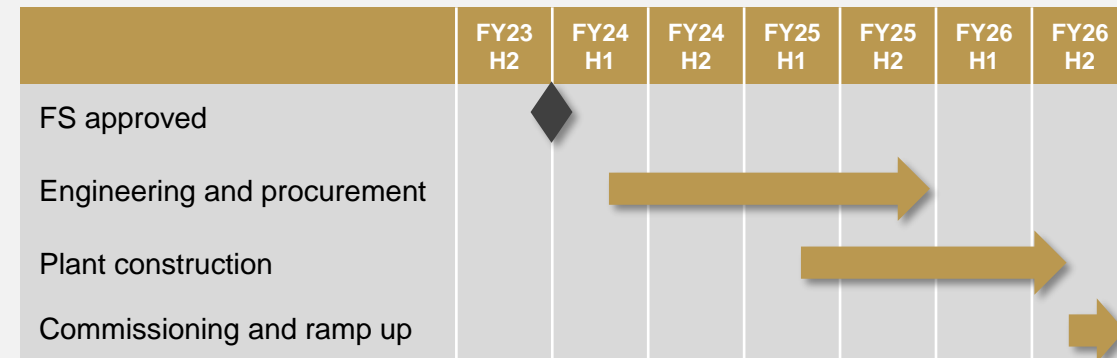 FY23 FY24 FY24 FY25 FY25 FY26 FY26
H2 H1 H2 H1 H2 H1 H2
FS approved
Engineering and procurement
Plant construction
Commissioning and ramp up